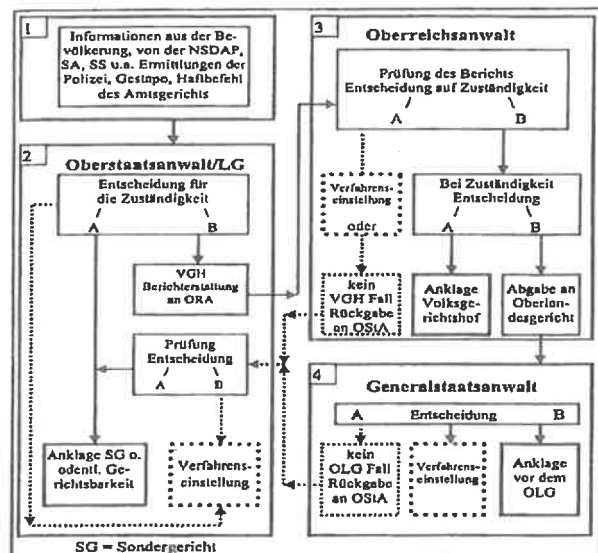 1
Informationen aus der Be-
völkerung, von der NSDAP,
SA, SS u.a. Ermittlungen der
Polizei, Gestapo, Haftbefehl
des Amtsgerichts
2
Oberstaatsanwalt/LG
Entscheidung für
die Zuständigkeit
A B
VGH
Berichterstattung
an ORA
Prüfung
Entscheidung
A B
Anklage SG o.
odentl. Ge-
richtsbarkeit
Verfahrens-
einstellung
SG = Sondergericht
3
Oberreichsanwalt
Prüfung des Berichts
Entscheidung auf Zuständigkeit
A B
Verfahrens-
einstellung
oder
kein
VGH Fall
Rückgabe
an OStA
Bei Zuständigkeit
Entscheidung
A B
Anklage
Volksge-
richtshof
Abgabe an
Oberlan-
desgericht
4
Generalstaatsanwalt
A Entscheidung B
kein
OLG Fall
Rückgabe
an OStA
Verfahrens-
einstellung
Anklage
vor dem
OLG